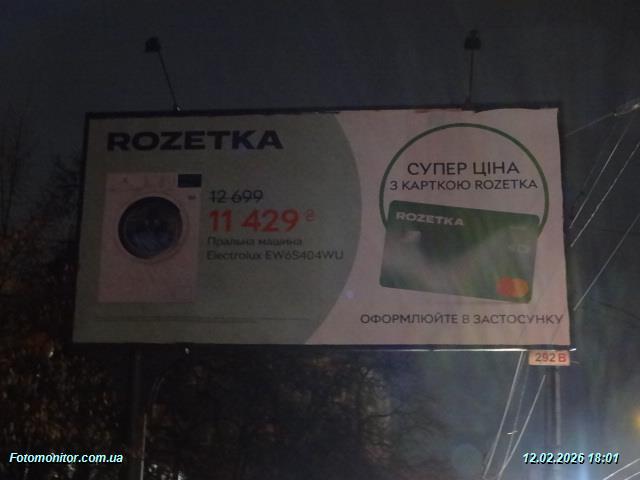 ROZETKA
12 699
11 429 ₴
Пральна машина
Electrolux EW6S404WU
СУПЕР ЦІНА
З КАРТКОЮ ROZETKA
ROZETKA
ОФОРМЛЮЙТЕ В ЗАСТОСУНКУ
292 B
Fotomonitor.com.ua
12.02.2026 18:01